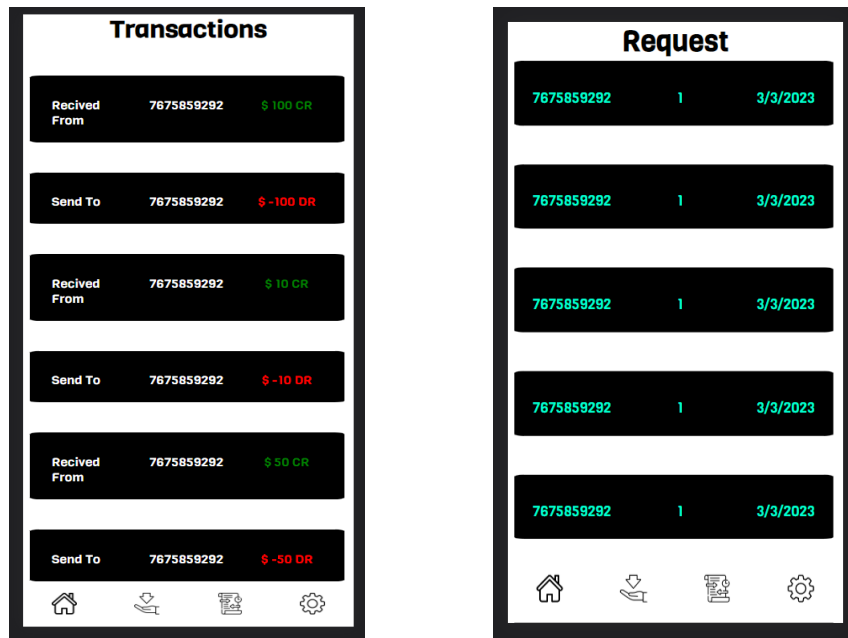 Transactions
Recived From 7675859292 $ 100 CR
Send To 7675859292 $ -100 DR
Recived From 7675859292 $ 10 CR
Send To 7675859292 $ -10 DR
Recived From 7675859292 $ 50 CR
Send To 7675859292 $ -50 DR
Request
7675859292 1 3/3/2023
7675859292 1 3/3/2023
7675859292 1 3/3/2023
7675859292 1 3/3/2023
7675859292 1 3/3/2023